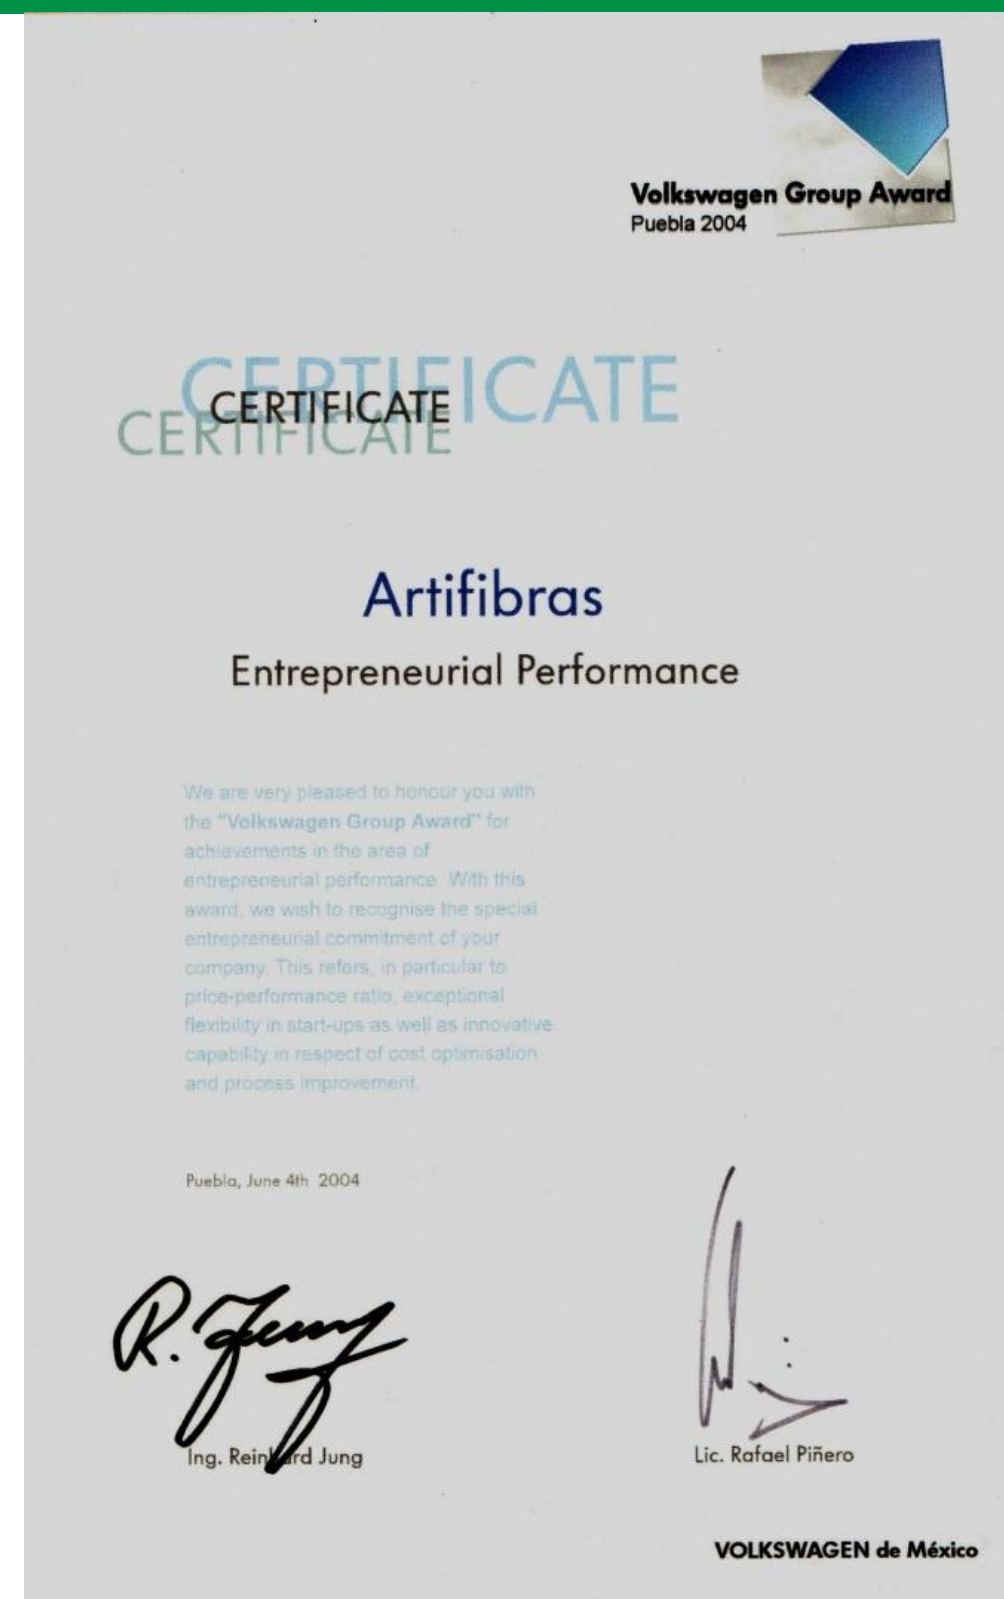 Volkswagen Group Award
Puebla 2004
CERTIFICATE
CERTIFICATE
CERTIFICATE
Artifibras
Entrepreneurial Performance
We are very pleased to honour you with
the "Volkswagen Group Award" for
achievements in the area of
entrepreneurial performance. With this
award, we wish to recognise the special
entrepreneurial commitment of your
company. This refers, in particular to
price-performance ratio, exceptional
flexibility in start-ups as well as innovative
capability in respect of cost optimisation
and process improvement.
Puebla, June 4th 2004
R. Jung
Ing. Reinhard Jung
Lic. Rafael Piñero
VOLKSWAGEN de México